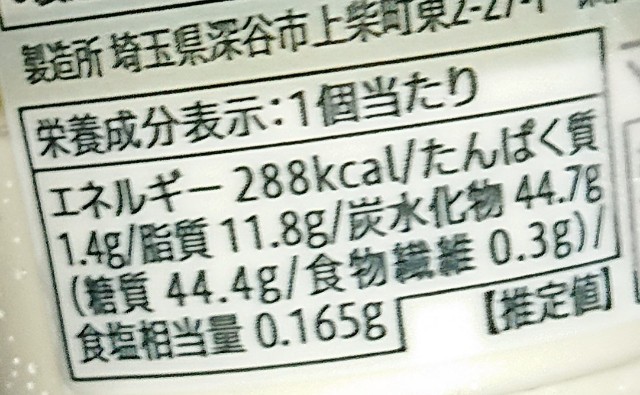 製造所 埼玉県深谷市上柴町東2-27-1
栄養成分表示:1個当たり
エネルギー 288kcal/たんぱく質
1.4g/脂質 11.8g/炭水化物 44.7g
(糖質 44.4g/食物繊維 0.3g)/
食塩相当量 0.165g
【推定値】